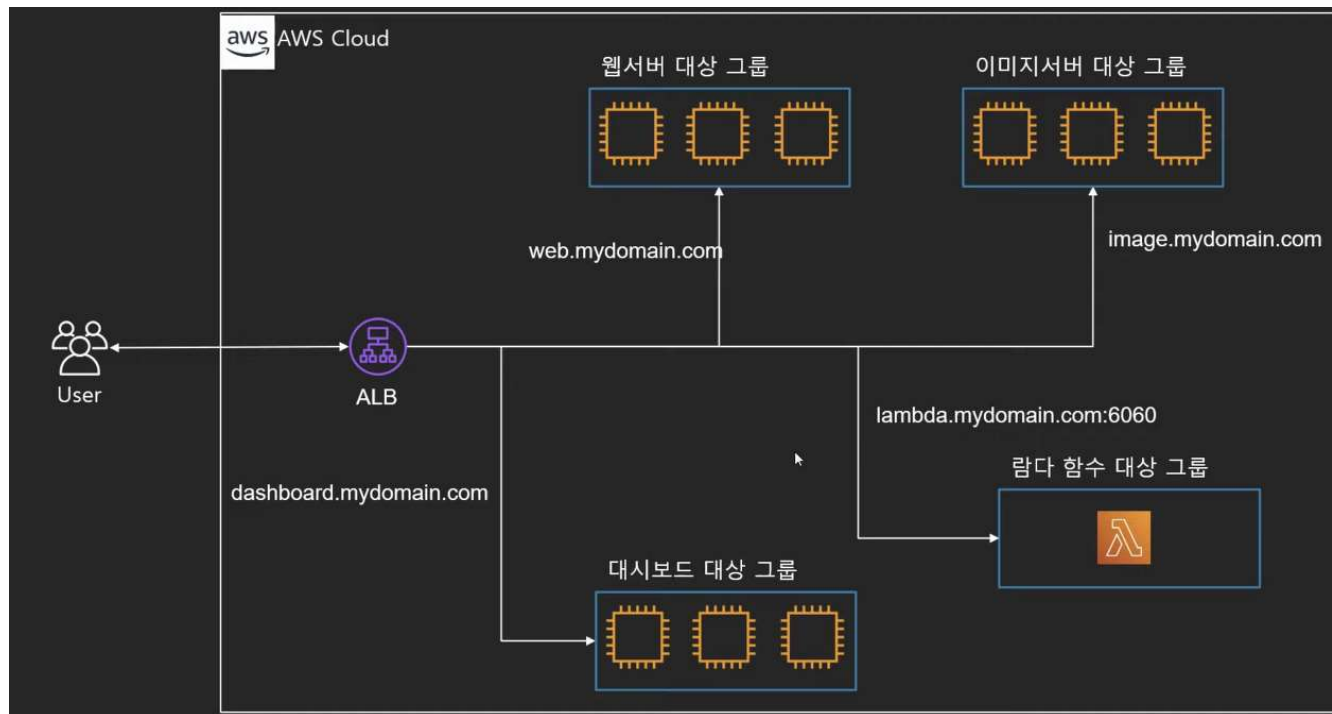 aws AWS Cloud
웹서버 대상 그룹
이미지서버 대상 그룹
web.mydomain.com
image.mydomain.com
User
ALB
lambda.mydomain.com:6060
람다 함수 대상 그룹
dashboard.mydomain.com
대시보드 대상 그룹